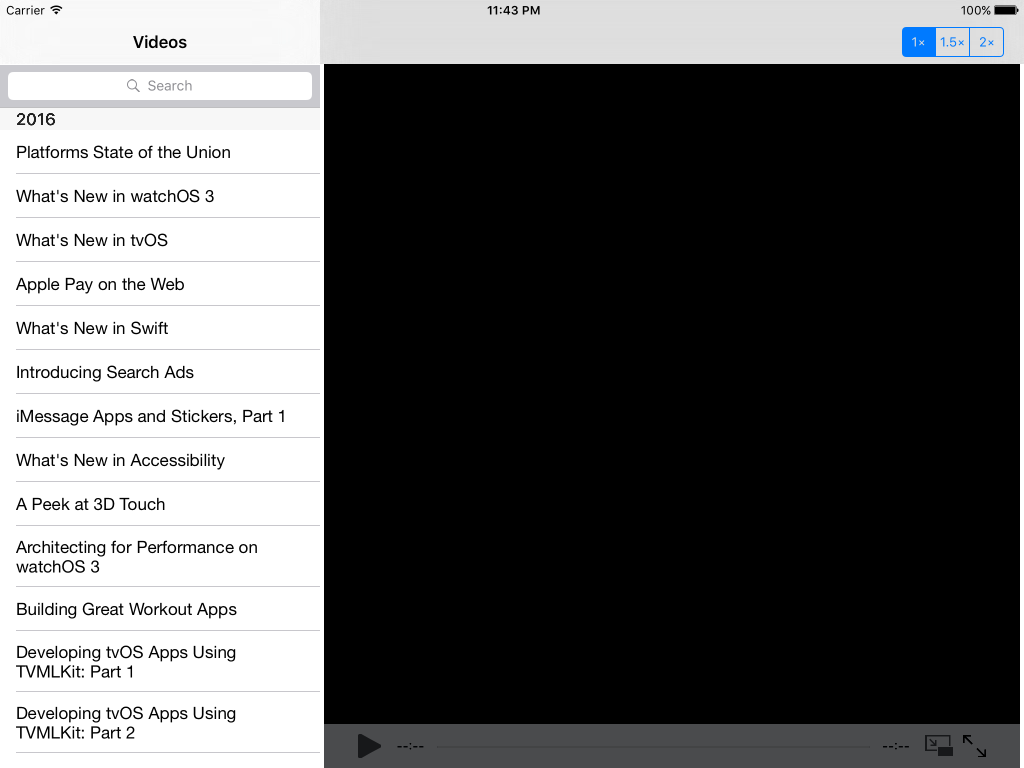 Carrier 11:43 PM 100%
Videos 1× 1.5× 2×
Search
2016
Platforms State of the Union
What's New in watchOS 3
What's New in tvOS
Apple Pay on the Web
What's New in Swift
Introducing Search Ads
iMessage Apps and Stickers, Part 1
What's New in Accessibility
A Peek at 3D Touch
Architecting for Performance on
watchOS 3
Building Great Workout Apps
Developing tvOS Apps Using
TVMLKit: Part 1
Developing tvOS Apps Using
TVMLKit: Part 2
--:-- --:--